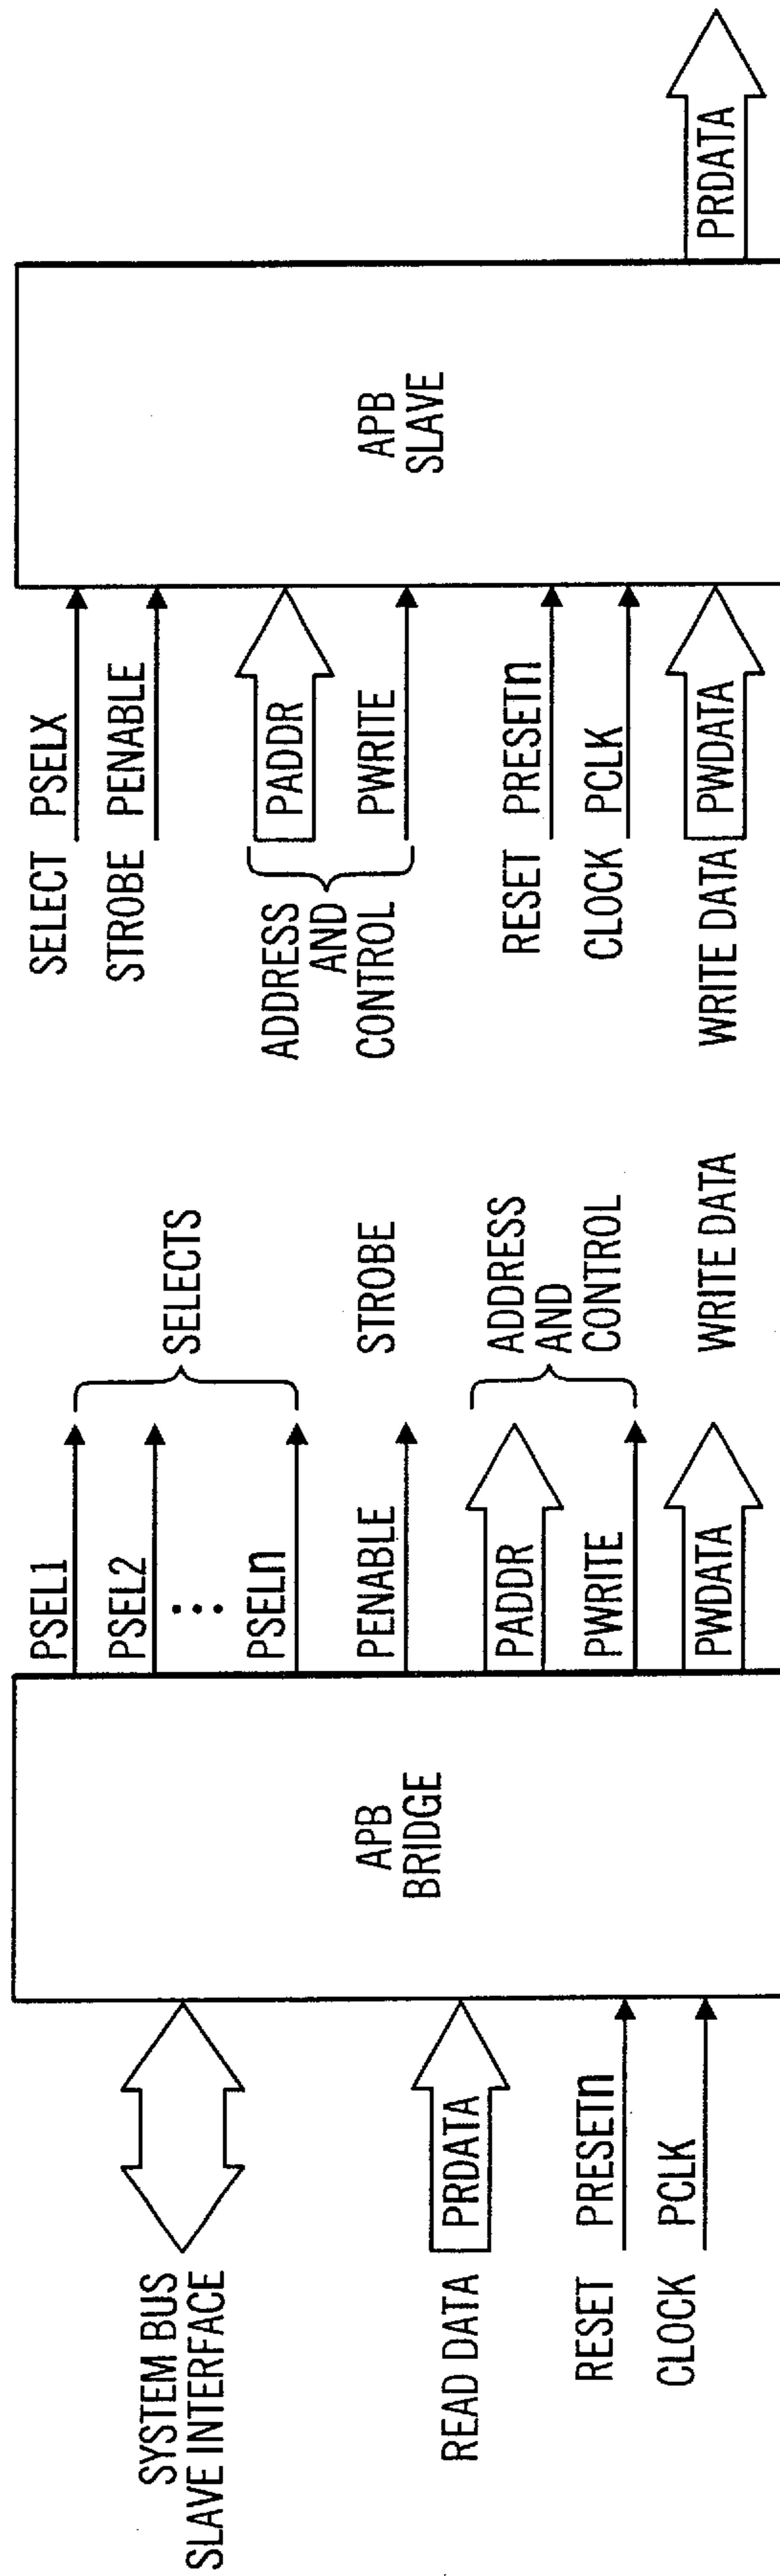 SYSTEM BUS
SLAVE INTERFACE
READ DATA
PRDATA
RESET PRESETn
CLOCK PCLK
APB
BRIDGE
PSEL1
PSEL2
PSELn
SELECTS
PENABLE
STROBE
PADDR
PWRITE
ADDRESS
AND
CONTROL
PWDATA
WRITE DATA
SELECT PSELX
STROBE PENABLE
ADDRESS
AND
CONTROL
PADDR
PWRITE
RESET PRESETn
CLOCK PCLK
WRITE DATA
PWDATA
APB
SLAVE
PRDATA